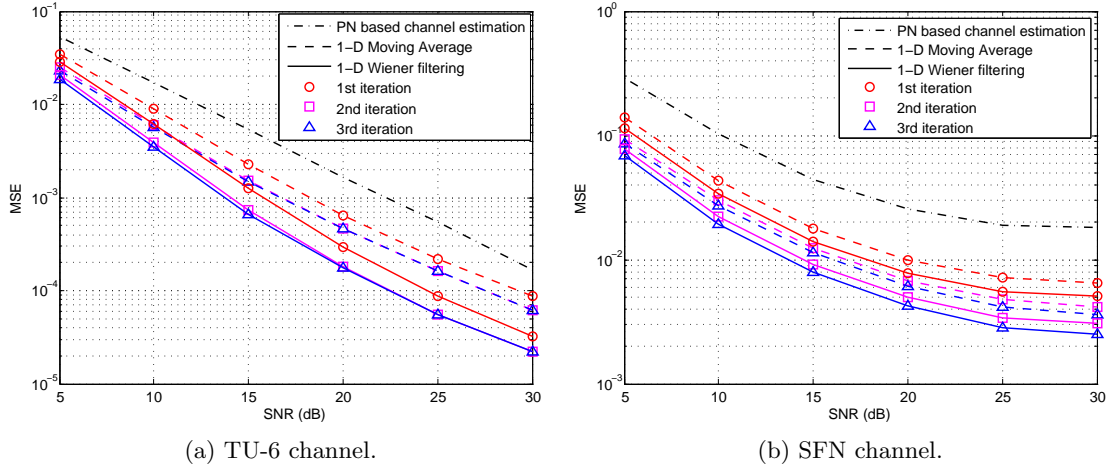 10⁻¹
10⁻²
10⁻³
10⁻⁴
10⁻⁵
MSE
5 10 15 20 25 30
SNR (dB)
PN based channel estimation
1−D Moving Average
1−D Wiener filtering
1st iteration
2nd iteration
3rd iteration
(a) TU-6 channel.
10⁰
10⁻¹
10⁻²
10⁻³
MSE
5 10 15 20 25 30
SNR (dB)
PN based channel estimation
1−D Moving Average
1−D Wiener filtering
1st iteration
2nd iteration
3rd iteration
(b) SFN channel.